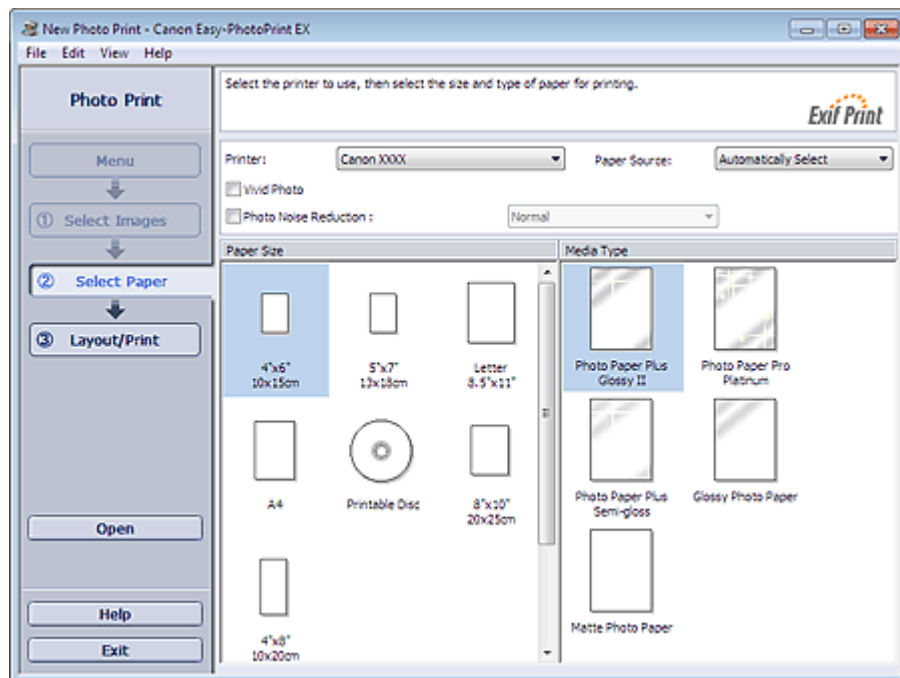 New Photo Print - Canon Easy-PhotoPrint EX
File Edit View Help
Photo Print
Select the printer to use, then select the size and type of paper for printing.
Exif Print
Menu
① Select Images
② Select Paper
③ Layout/Print
Open
Help
Exit
Printer: Canon XXXX Paper Source: Automatically Select
Vivid Photo
Photo Noise Reduction : Normal
Paper Size
4"x6"
10x15cm
5"x7"
13x18cm
Letter
8.5"x11"
A4
Printable Disc
8"x10"
20x25cm
4"x8"
10x20cm
Media Type
Photo Paper Plus
Glossy II
Photo Paper Pro
Platinum
Photo Paper Plus
Semi-gloss
Glossy Photo Paper
Matte Photo Paper